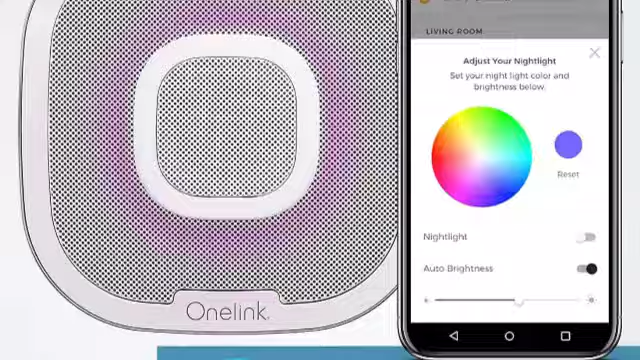 LIVING ROOM
Adjust Your Nightlight
Set your night light color and
brightness below.
Reset
Nightlight
Auto Brightness
Onelink